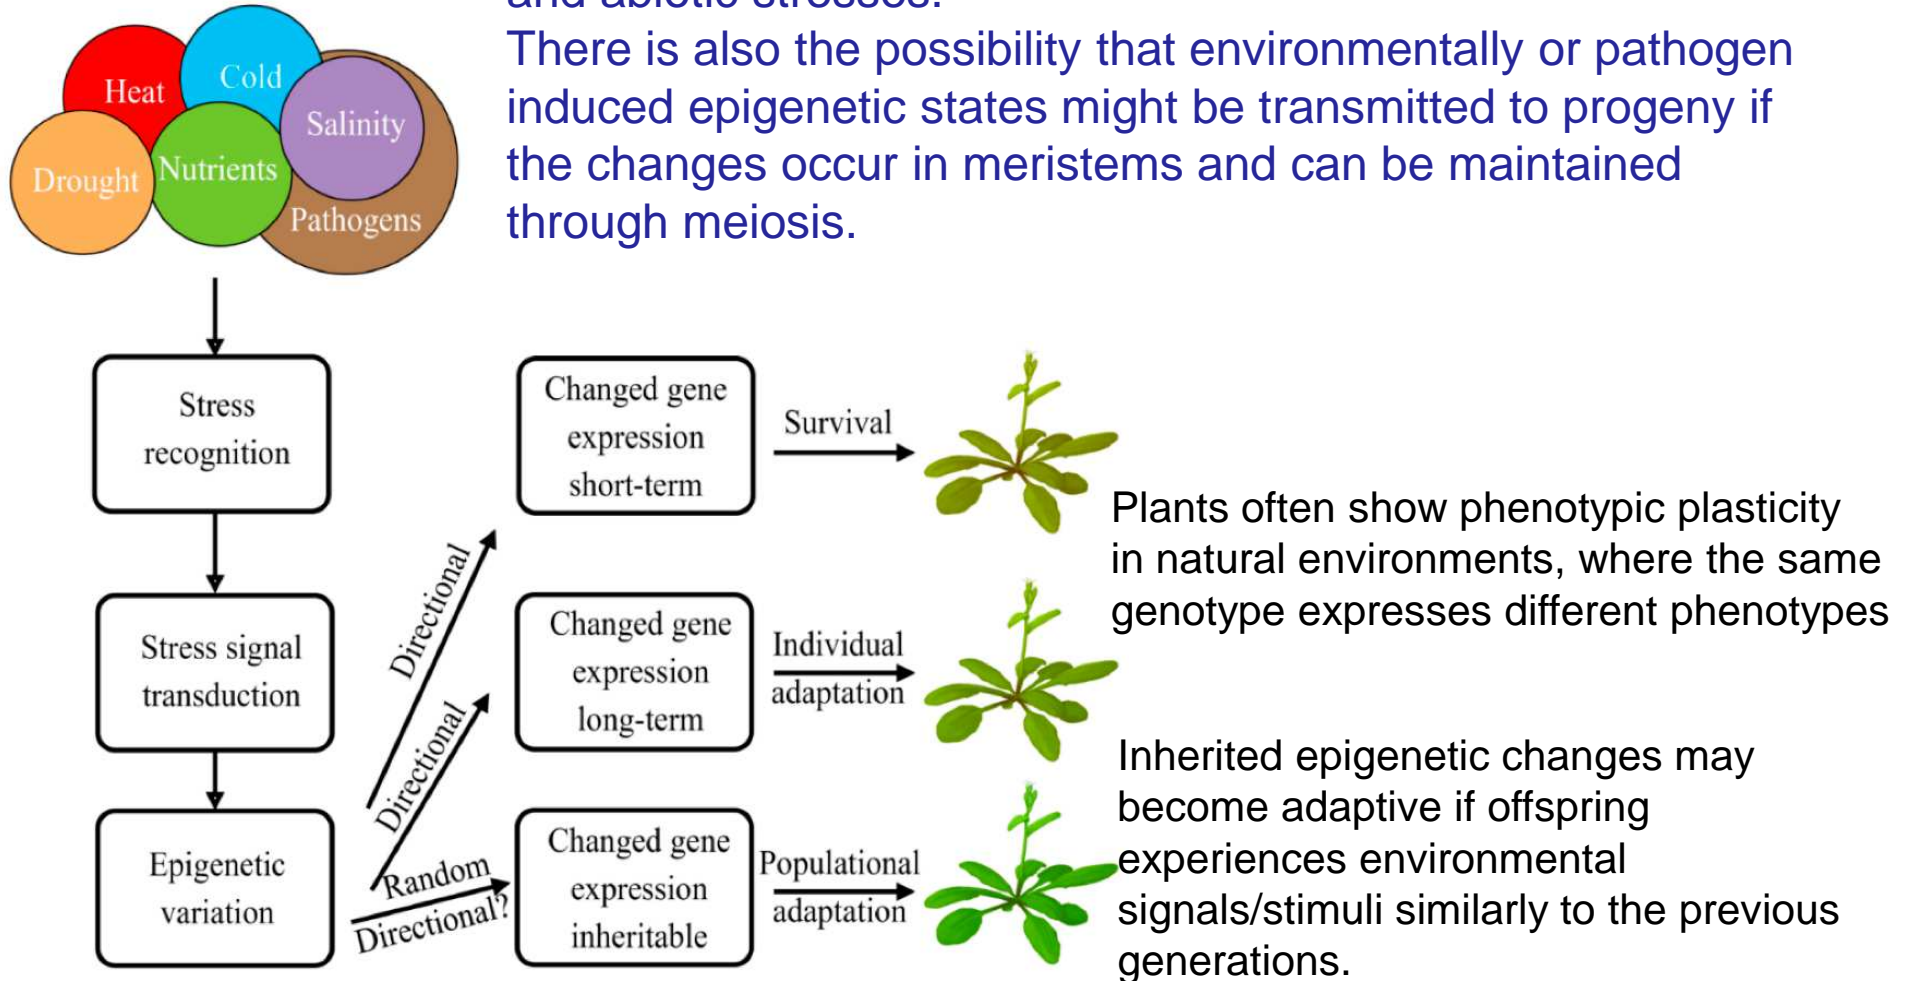 and abiotic stresses.
There is also the possibility that environmentally or pathogen
induced epigenetic states might be transmitted to progeny if
the changes occur in meristems and can be maintained
through meiosis.
Heat
Cold
Salinity
Drought
Nutrients
Pathogens
Stress
recognition
Stress signal
transduction
Epigenetic
variation
Directional
Directional
Random
Directional?
Changed gene
expression
short-term
Survival
Changed gene
expression
long-term
Individual
adaptation
Changed gene
expression
inheritable
Populational
adaptation
Plants often show phenotypic plasticity
in natural environments, where the same
genotype expresses different phenotypes
Inherited epigenetic changes may
become adaptive if offspring
experiences environmental
signals/stimuli similarly to the previous
generations.